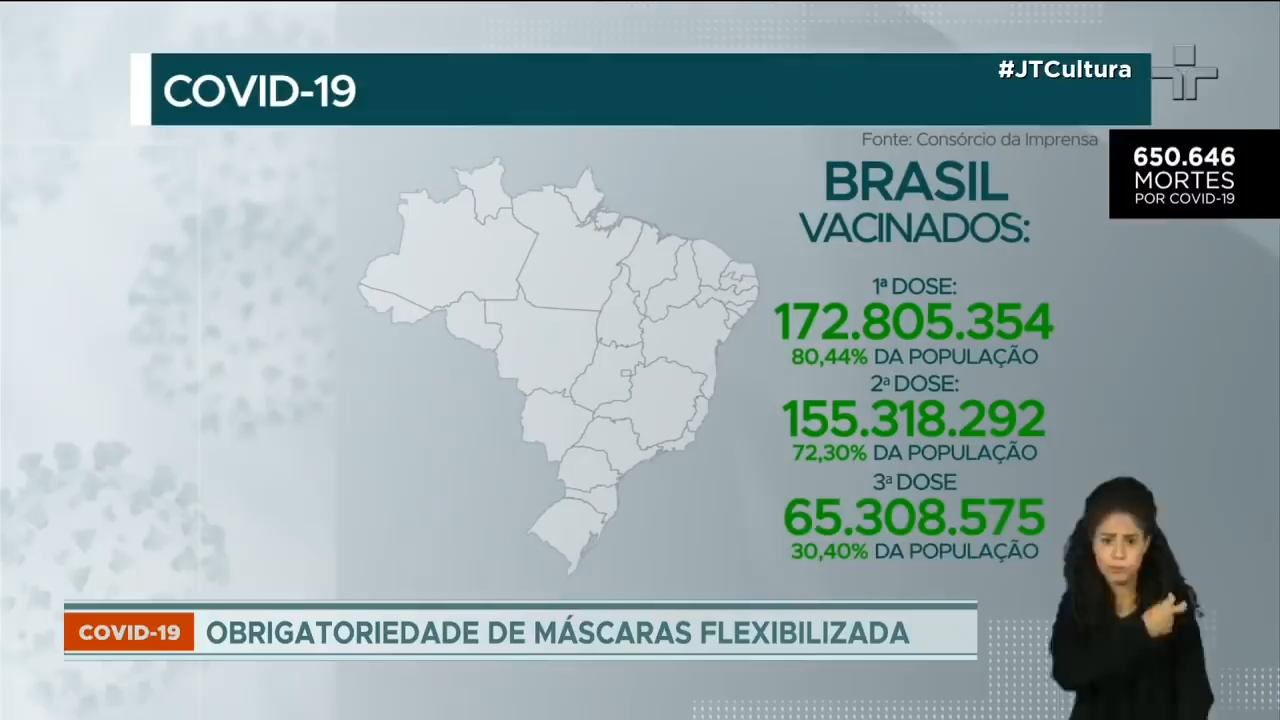 COVID-19
#JTCultura
Fonte: Consórcio da Imprensa
650.646
MORTES
POR COVID-19
BRASIL
VACINADOS:
1ª DOSE:
172.805.354
80,44% DA POPULAÇÃO
2ª DOSE:
155.318.292
72,30% DA POPULAÇÃO
3ª DOSE
65.308.575
30,40% DA POPULAÇÃO
COVID-19 OBRIGATORIEDADE DE MÁSCARAS FLEXIBILIZADA